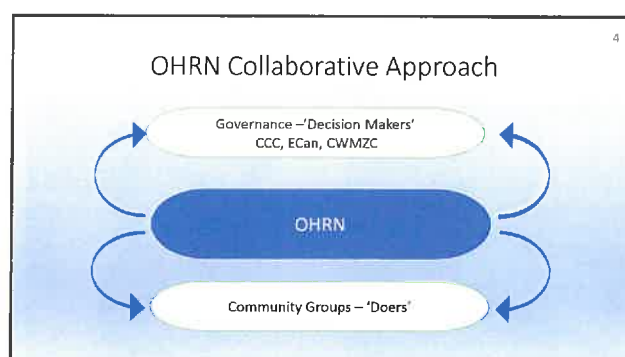 4
OHRN Collaborative Approach
Governance –'Decision Makers'
CCC, ECan, CWMZC
OHRN
Community Groups – 'Doers'